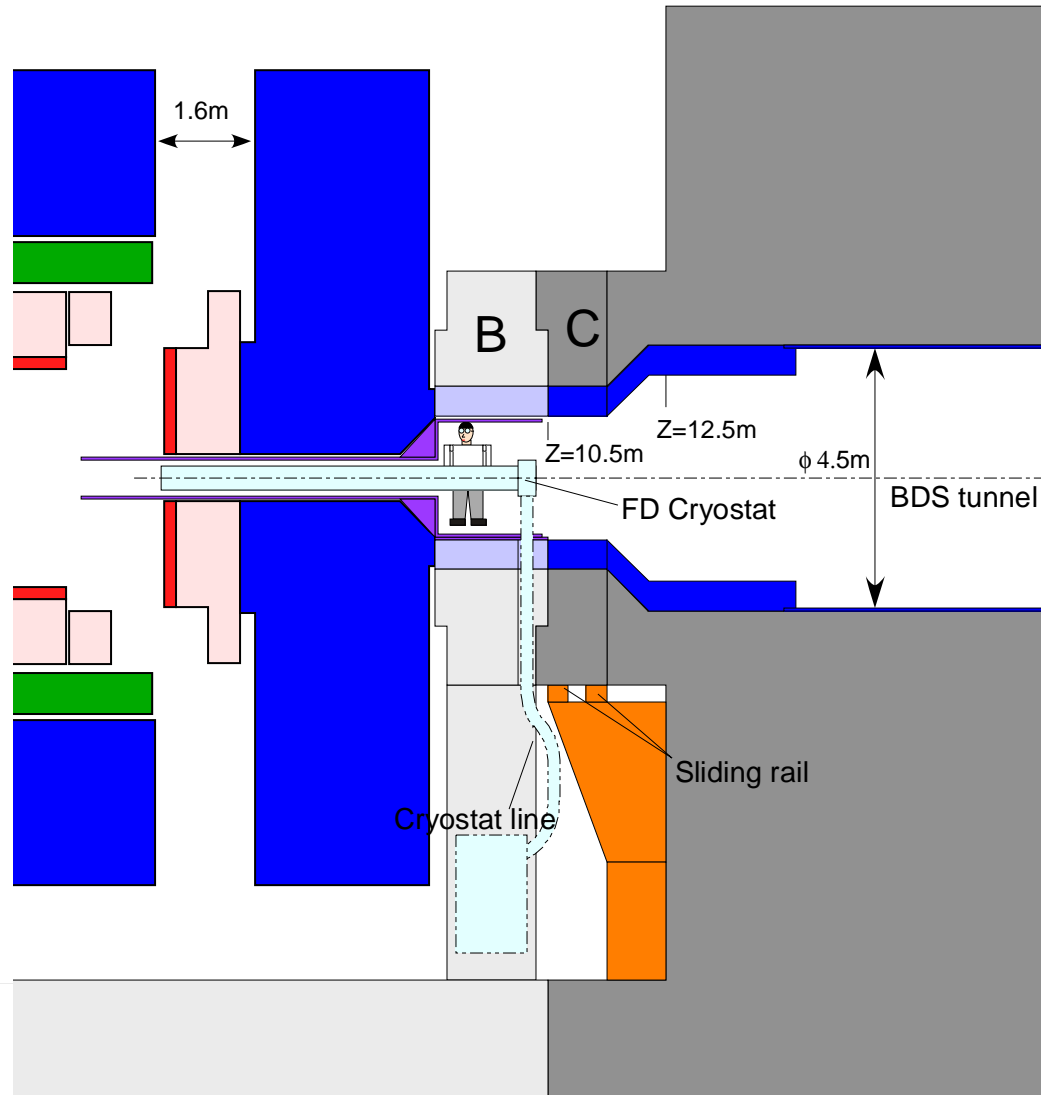 1.6m
B
C
Z=12.5m
Z=10.5m
ϕ 4.5m
BDS tunnel
FD Cryostat
Sliding rail
Cryostat line